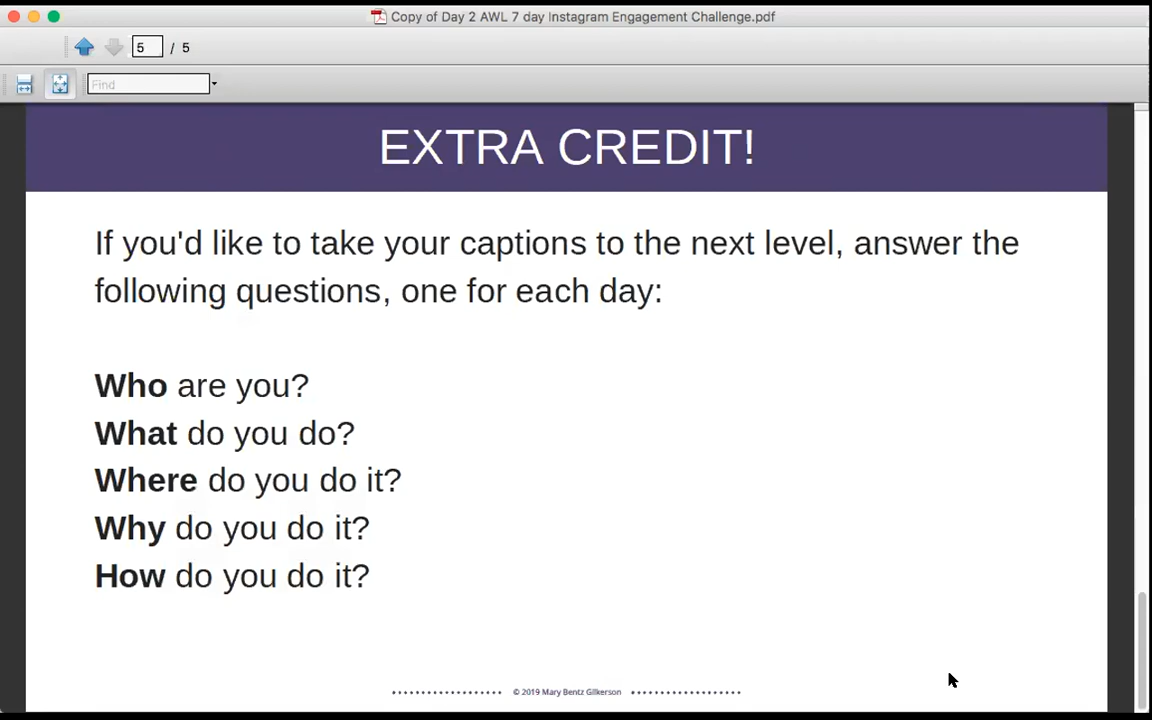 Copy of Day 2 AWL 7 day Instagram Engagement Challenge.pdf
5 / 5
Find
EXTRA CREDIT!
If you'd like to take your captions to the next level, answer the
following questions, one for each day:
Who are you?
What do you do?
Where do you do it?
Why do you do it?
How do you do it?
© 2019 Mary Bentz Gilkerson